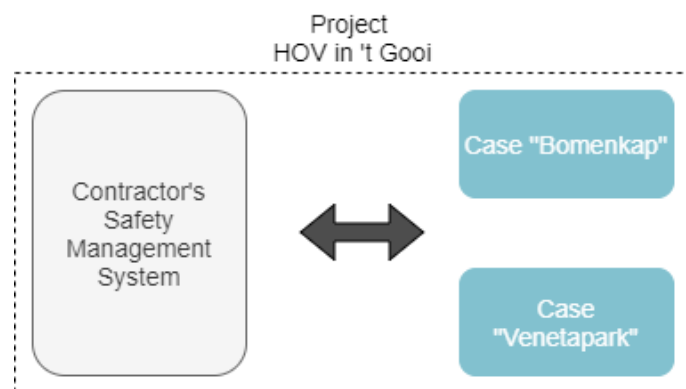 Project
HOV in 't Gooi
Contractor's
Safety
Management
System
Case "Bomenkap"
Case
"Venetapark"